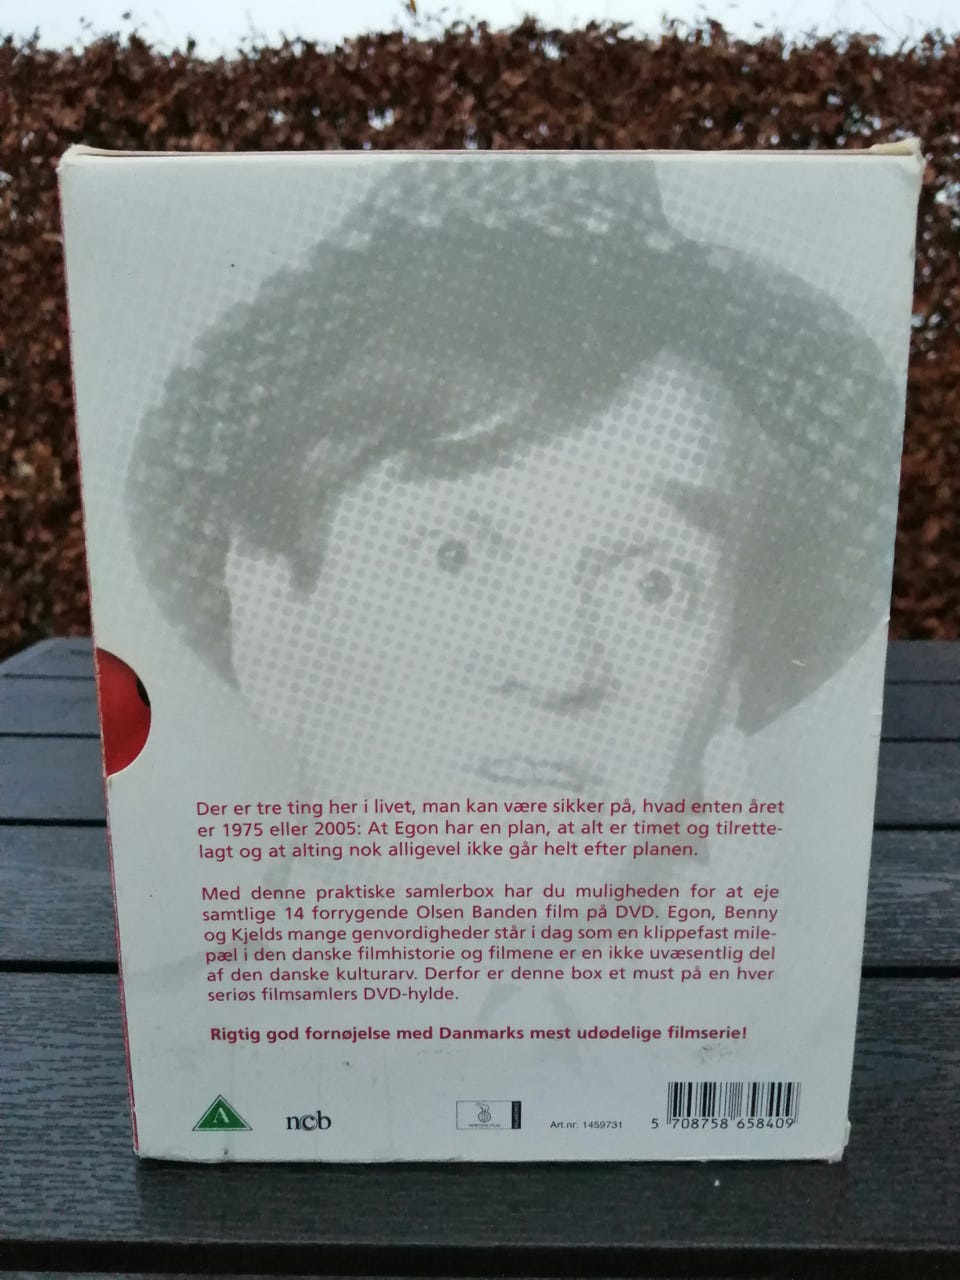 Der er tre ting her i livet, man kan være sikker på, hvad enten året
er 1975 eller 2005: At Egon har en plan, at alt er timet og tilrette-
lagt og at alting nok alligevel ikke går helt efter planen.
Med denne praktiske samlerbox har du muligheden for at eje
samtlige 14 forrygende Olsen Banden film på DVD. Egon, Benny
og Kjelds mange genvordigheder står i dag som en klippefast mile-
pæl i den danske filmhistorie og filmene er en ikke uvæsentlig del
af den danske kulturarv. Derfor er denne box et must på en hver
seriøs filmsamlers DVD-hylde.
Rigtig god fornøjelse med Danmarks mest udødelige filmserie!
A
ncb
NORDISK FILM
Art.nr: 1459731
5 708758 658409